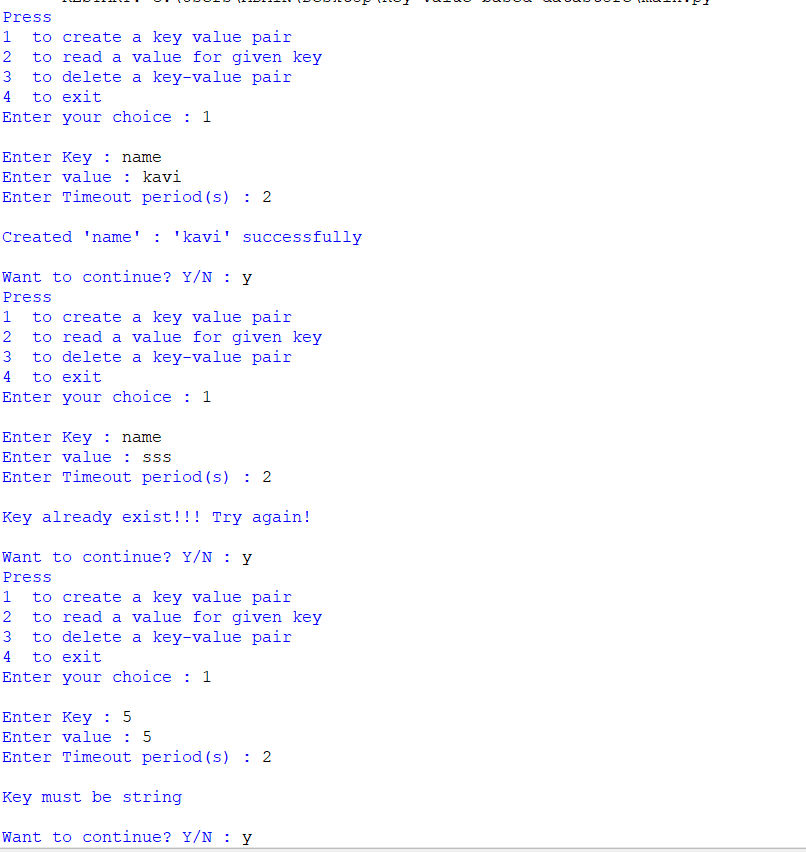 Press
1  to create a key value pair
2  to read a value for given key
3  to delete a key-value pair
4  to exit
Enter your choice : 1

Enter Key : name
Enter value : kavi
Enter Timeout period(s) : 2

Created 'name' : 'kavi' successfully

Want to continue? Y/N : y
Press
1  to create a key value pair
2  to read a value for given key
3  to delete a key-value pair
4  to exit
Enter your choice : 1

Enter Key : name
Enter value : sss
Enter Timeout period(s) : 2

Key already exist!!! Try again!

Want to continue? Y/N : y
Press
1  to create a key value pair
2  to read a value for given key
3  to delete a key-value pair
4  to exit
Enter your choice : 1

Enter Key : 5
Enter value : 5
Enter Timeout period(s) : 2

Key must be string

Want to continue? Y/N : y